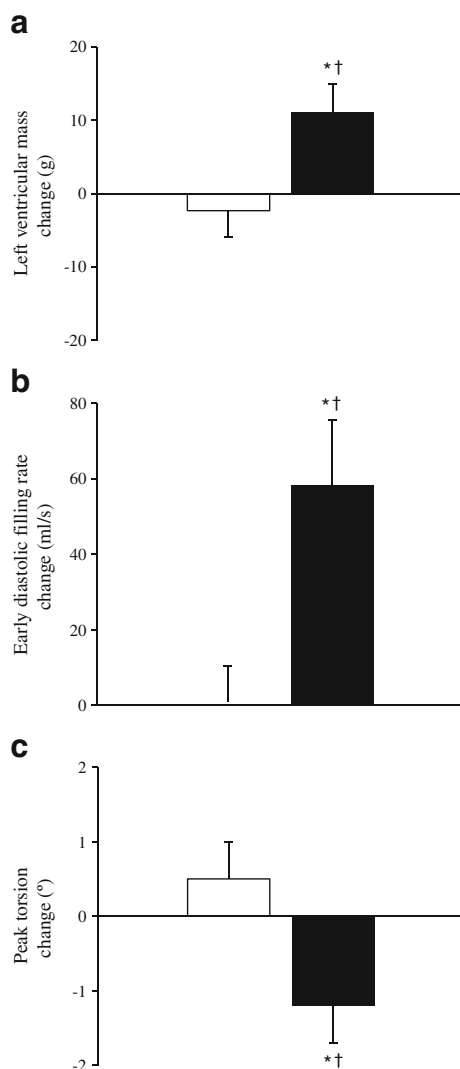 a
20
*†
10
0
-10
-20
Left ventricular mass
change (g)
b
80
*†
60
40
20
0
Early diastolic filling rate
change (ml/s)
c
2
1
0
-1
-2
*†
Peak torsion
change (º)